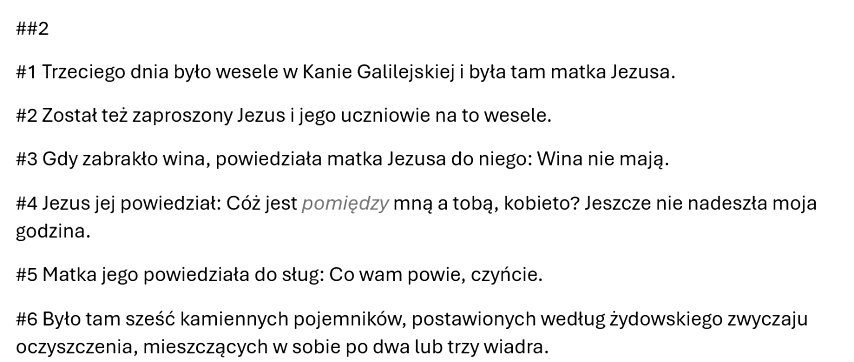 ##2
#1 Trzeciego dnia było wesele w Kanie Galilejskiej i była tam matka Jezusa.
#2 Został też zaproszony Jezus i jego uczniowie na to wesele.
#3 Gdy zabrakło wina, powiedziała matka Jezusa do niego: Wina nie mają.
#4 Jezus jej powiedział: Cóż jest pomiędzy mną a tobą, kobieto? Jeszcze nie nadeszła moja
godzina.
#5 Matka jego powiedziała do sług: Co wam powie, czyńcie.
#6 Było tam sześć kamiennych pojemników, postawionych według żydowskiego zwyczaju
oczyszczenia, mieszczących w sobie po dwa lub trzy wiadra.